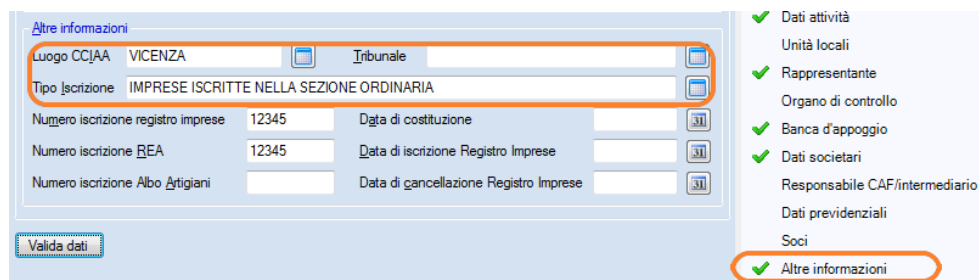 Altre informazioni
Luogo CCIAA VICENZA Tribunale
Tipo Iscrizione IMPRESE ISCRITTE NELLA SEZIONE ORDINARIA
Numero iscrizione registro imprese 12345 Data di costituzione 31
Numero iscrizione REA 12345 Data di iscrizione Registro Imprese 31
Numero iscrizione Albo Artigiani Data di cancellazione Registro Imprese 31
Valida dati
Dati attività
Unità locali
Rappresentante
Organo di controllo
Banca d'appoggio
Dati societari
Responsabile CAF/intermediario
Dati previdenziali
Soci
Altre informazioni